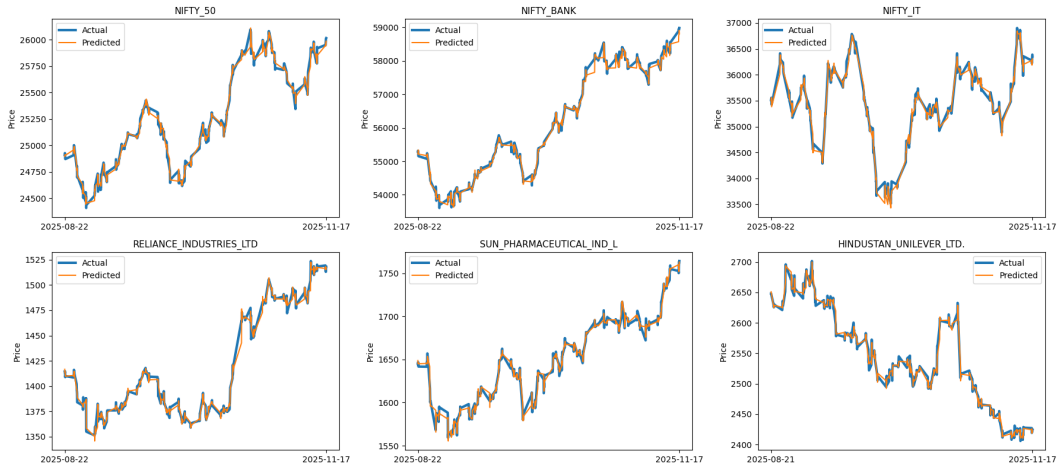 NIFTY_50
Actual
Predicted
Price
26000
25750
25500
25250
25000
24750
24500
2025-08-22
2025-11-17
NIFTY_BANK
Actual
Predicted
Price
59000
58000
57000
56000
55000
54000
2025-08-22
2025-11-17
NIFTY_IT
Actual
Predicted
Price
37000
36500
36000
35500
35000
34500
34000
33500
2025-08-22
2025-11-17
RELIANCE_INDUSTRIES_LTD
Actual
Predicted
Price
1525
1500
1475
1450
1425
1400
1375
1350
2025-08-22
2025-11-17
SUN_PHARMACEUTICAL_IND_L
Actual
Predicted
Price
1750
1700
1650
1600
1550
2025-08-22
2025-11-17
HINDUSTAN_UNILEVER_LTD.
Actual
Predicted
Price
2700
2650
2600
2550
2500
2450
2400
2025-08-21
2025-11-17